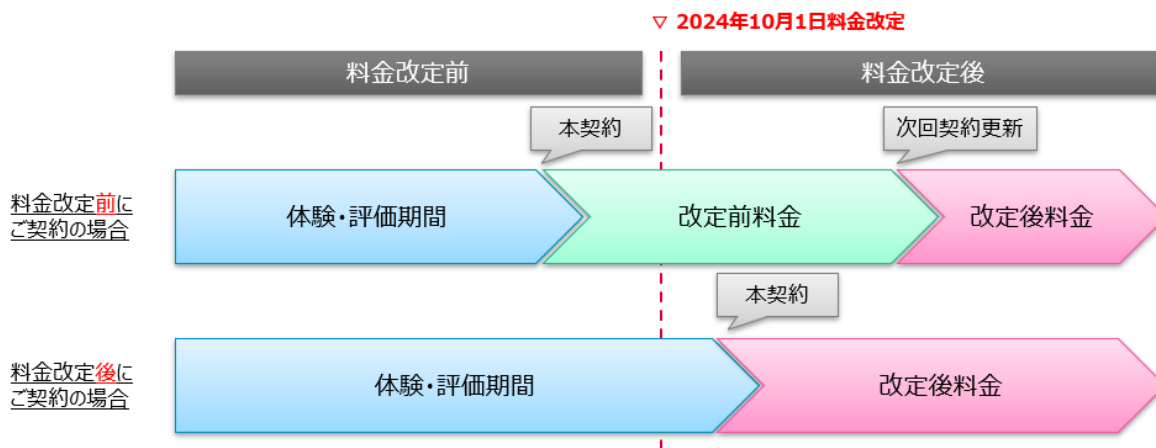 ▽ 2024年10月1日料金改定
料金改定前
料金改定後
本契約
次回契約更新
料金改定前に
ご契約の場合
体験・評価期間
改定前料金
改定後料金
本契約
料金改定後に
ご契約の場合
体験・評価期間
改定後料金